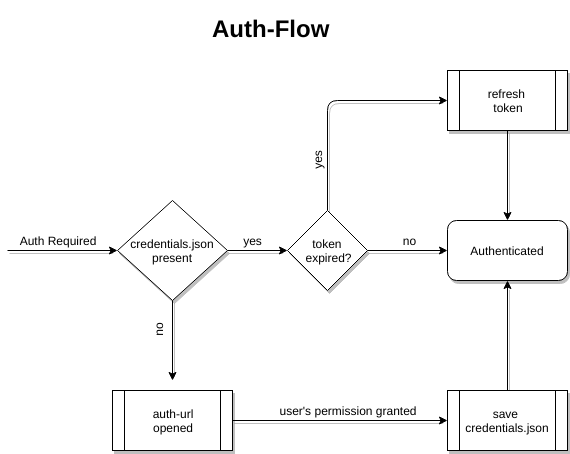 Auth-Flow
refresh
token
yes
Auth Required
credentials.json
present
yes
token
expired?
no
Authenticated
no
auth-url
opened
user's permission granted
save
credentials.json